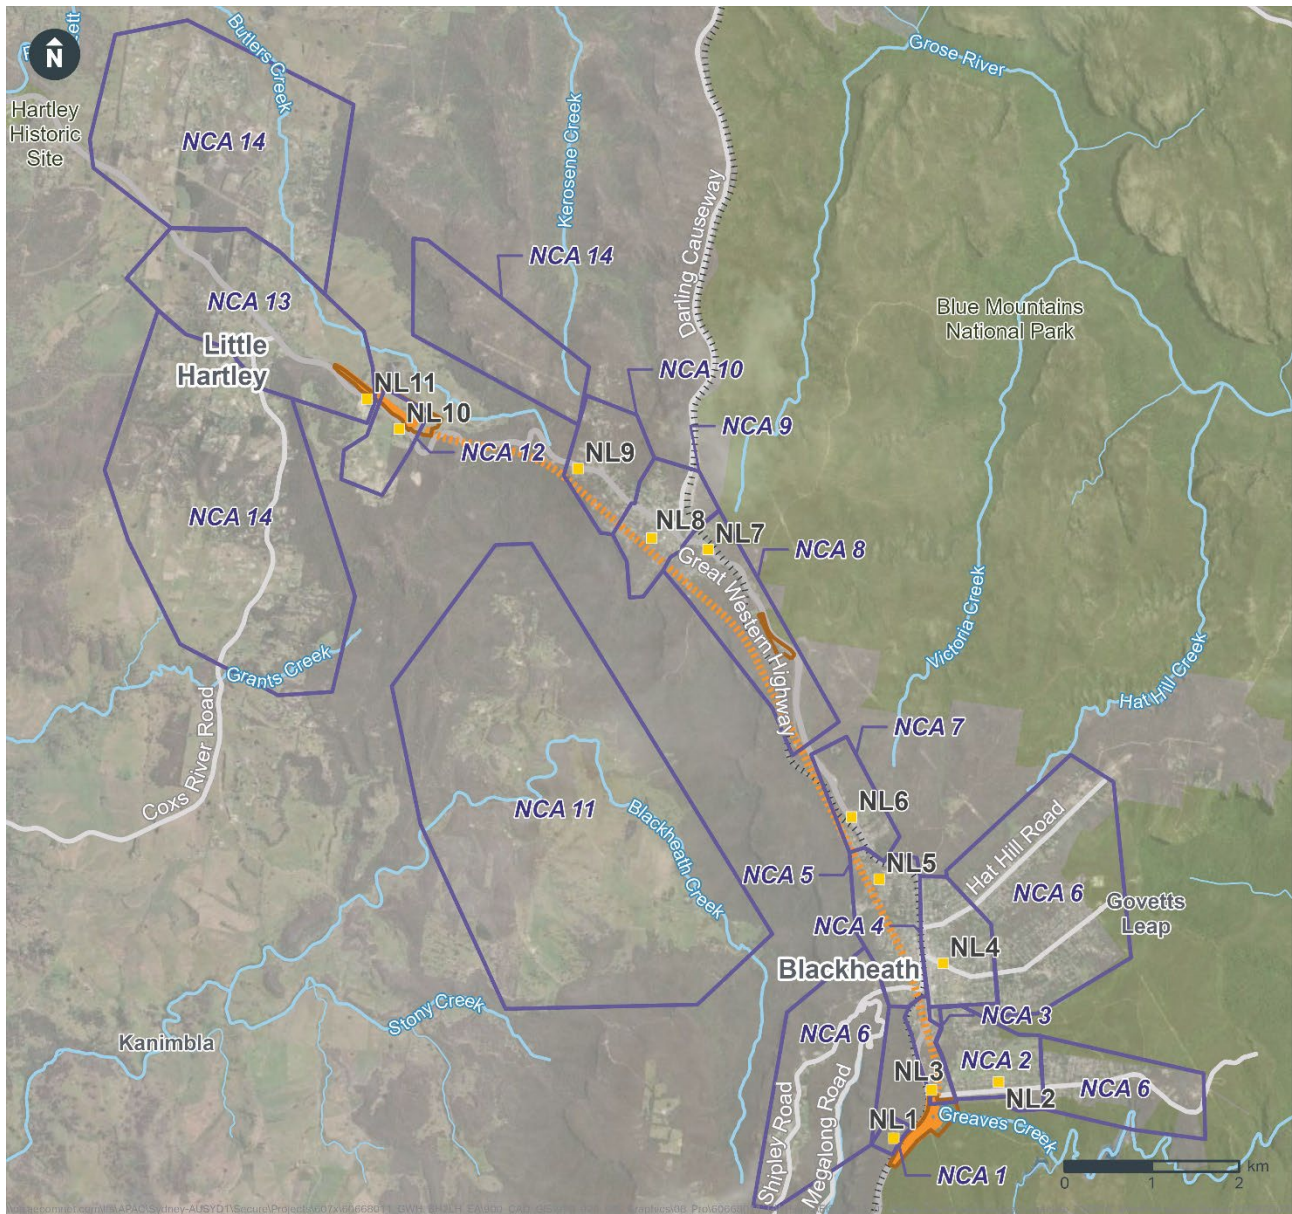 N
Hartley
Historic
Site
Butlers Creek
NCA 14
Kerosene Creek
Grose River
Darling Causeway
NCA 14
NCA 13
Blue Mountains
National Park
Little
Hartley
NL11
NL10
NCA 12
NCA 10
NCA 9
NL9
NL8
NL7
NCA 8
NCA 14
Great Western Highway
Victoria Creek
Hat Hill Creek
Grants Creek
Coxs River Road
NCA 7
NCA 11
NL6
Blackheath Creek
NCA 5
NL5
Hat Hill Road
NCA 6
Govetts
Leap
NCA 4
NL4
Blackheath
Stony Creek
NCA 3
Kanimbla
NCA 6
NCA 2
NCA 6
NL3
NL2
Shipley Road
Megalong Road
NL1
Greaves Creek
NCA 1
km
0
1
2